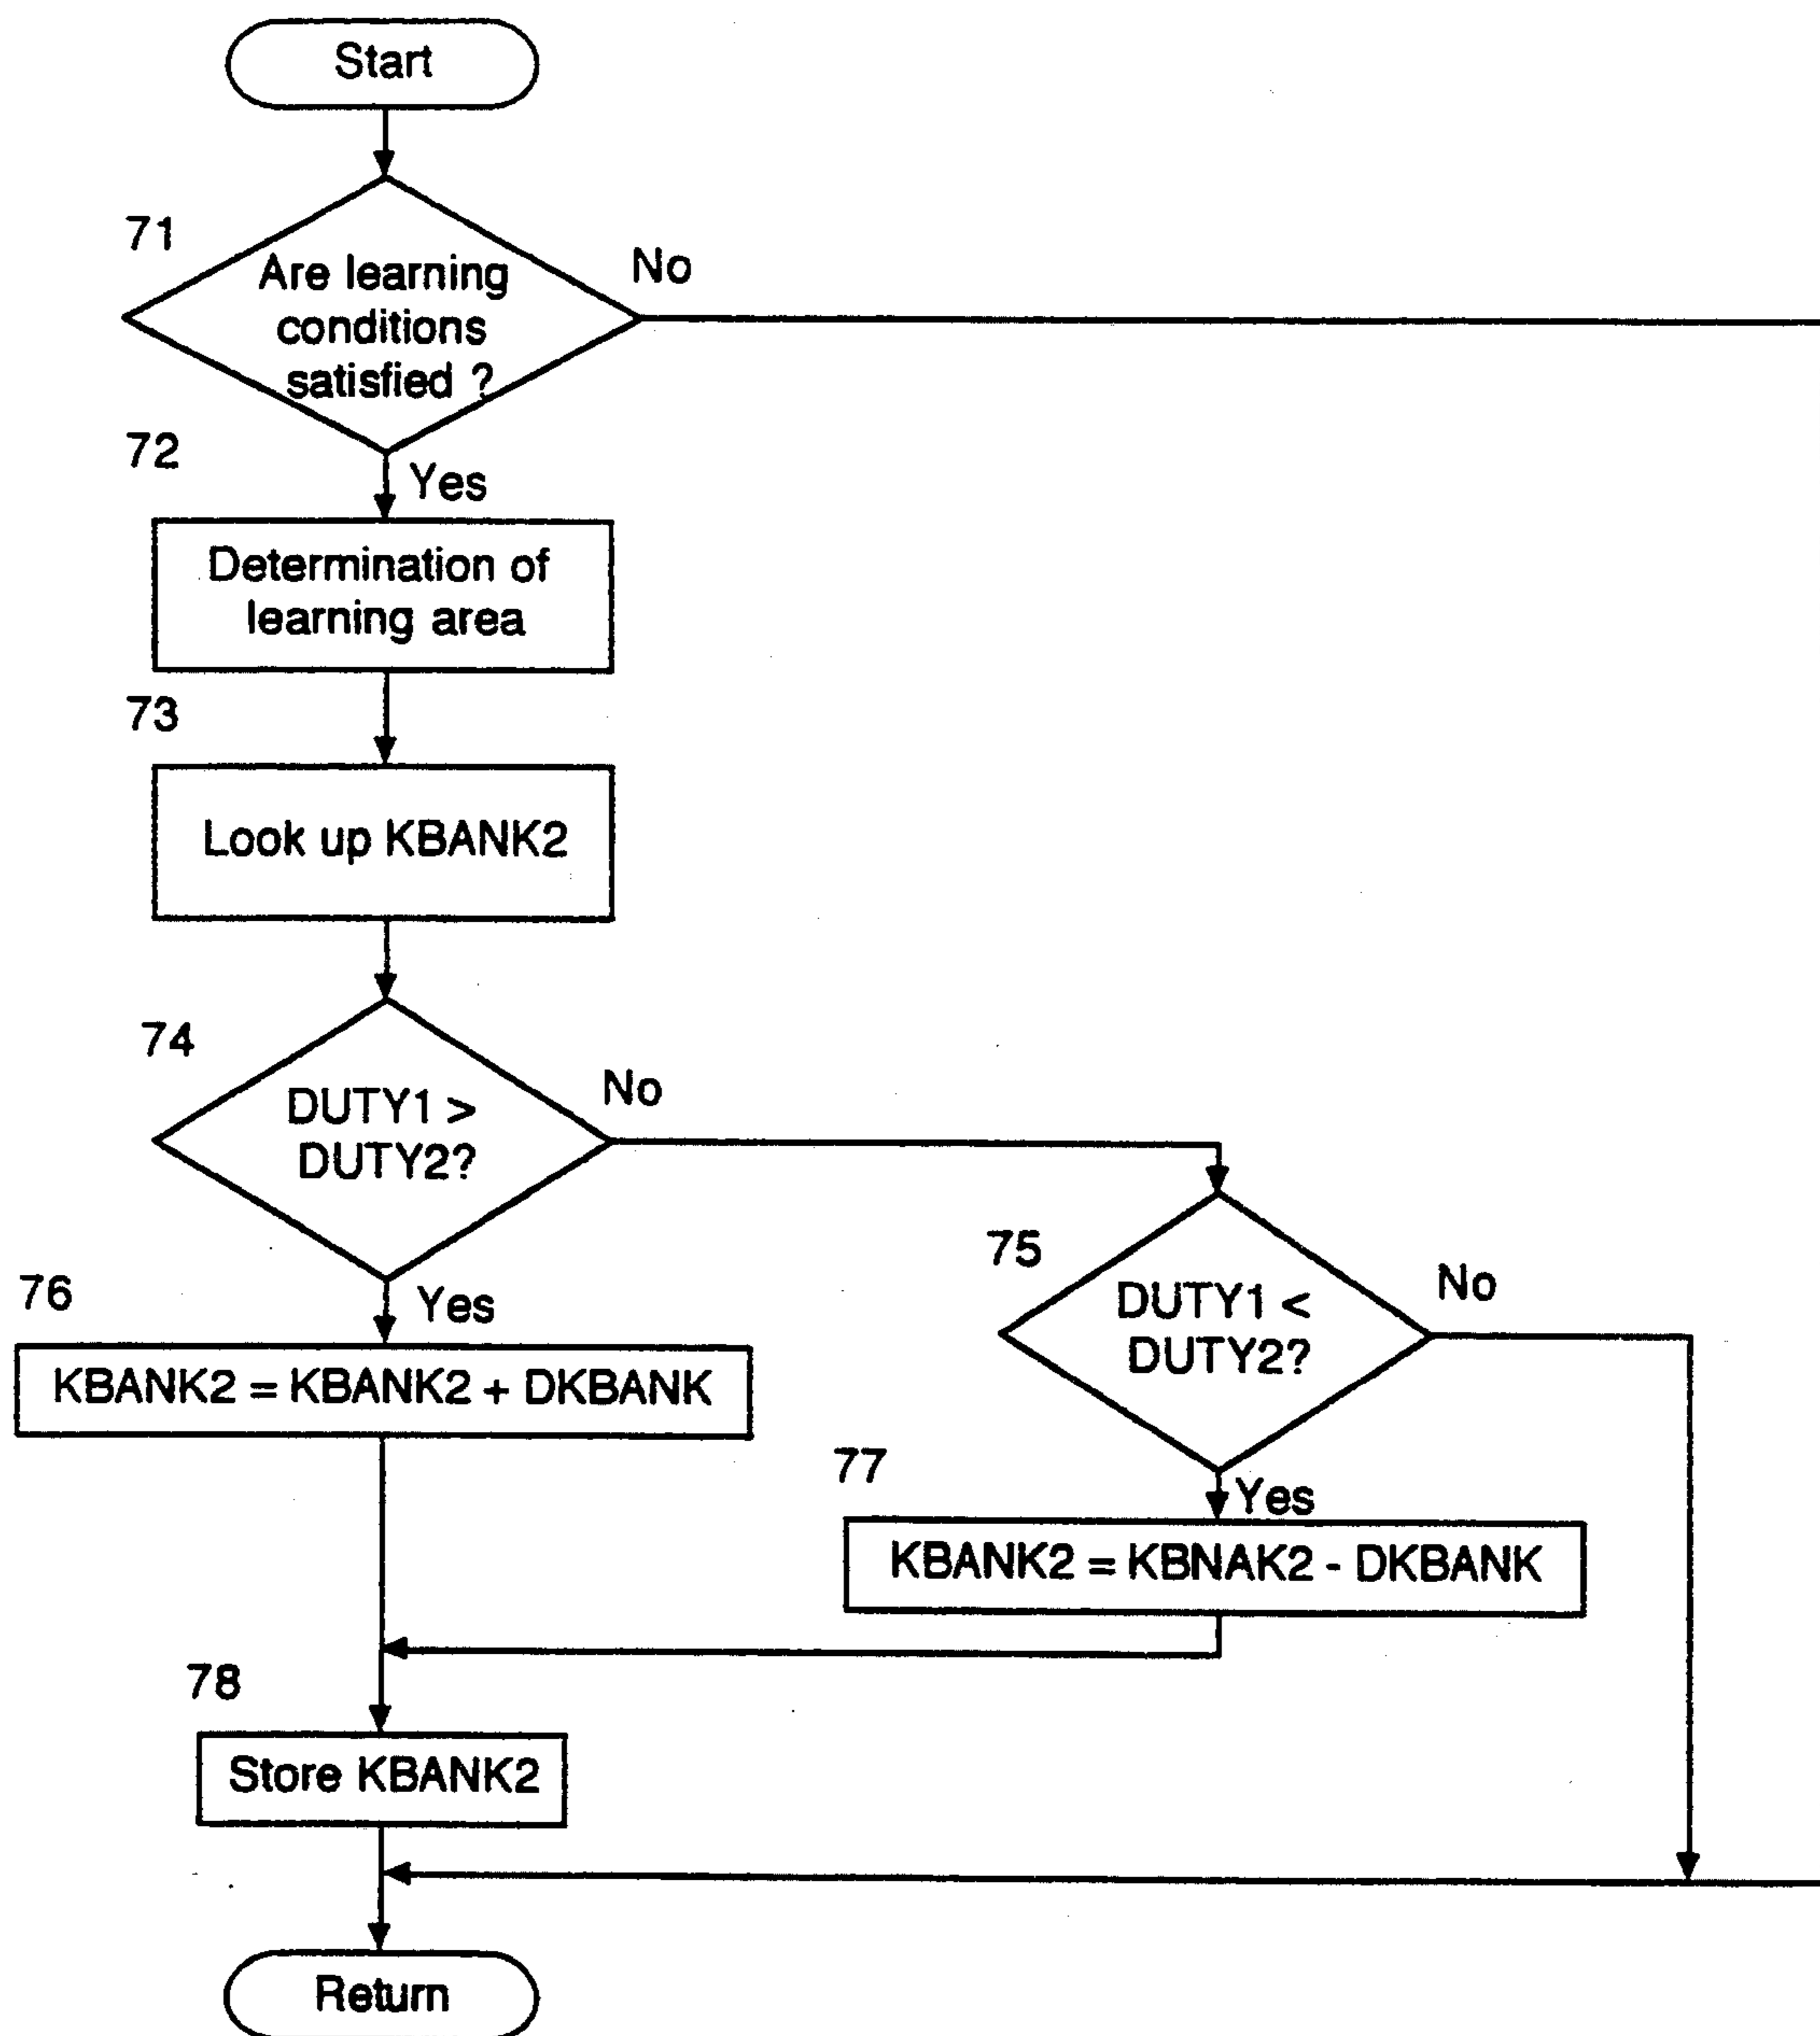 Start
71
Are learning
conditions
satisfied ?
No
72
Yes
Determination of
learning area
73
Look up KBANK2
74
DUTY1 >
DUTY2?
No
75
DUTY1 <
DUTY2?
No
76
Yes
KBANK2 = KBANK2 + DKBANK
77
Yes
KBANK2 = KBNAK2 - DKBANK
78
Store KBANK2
Return